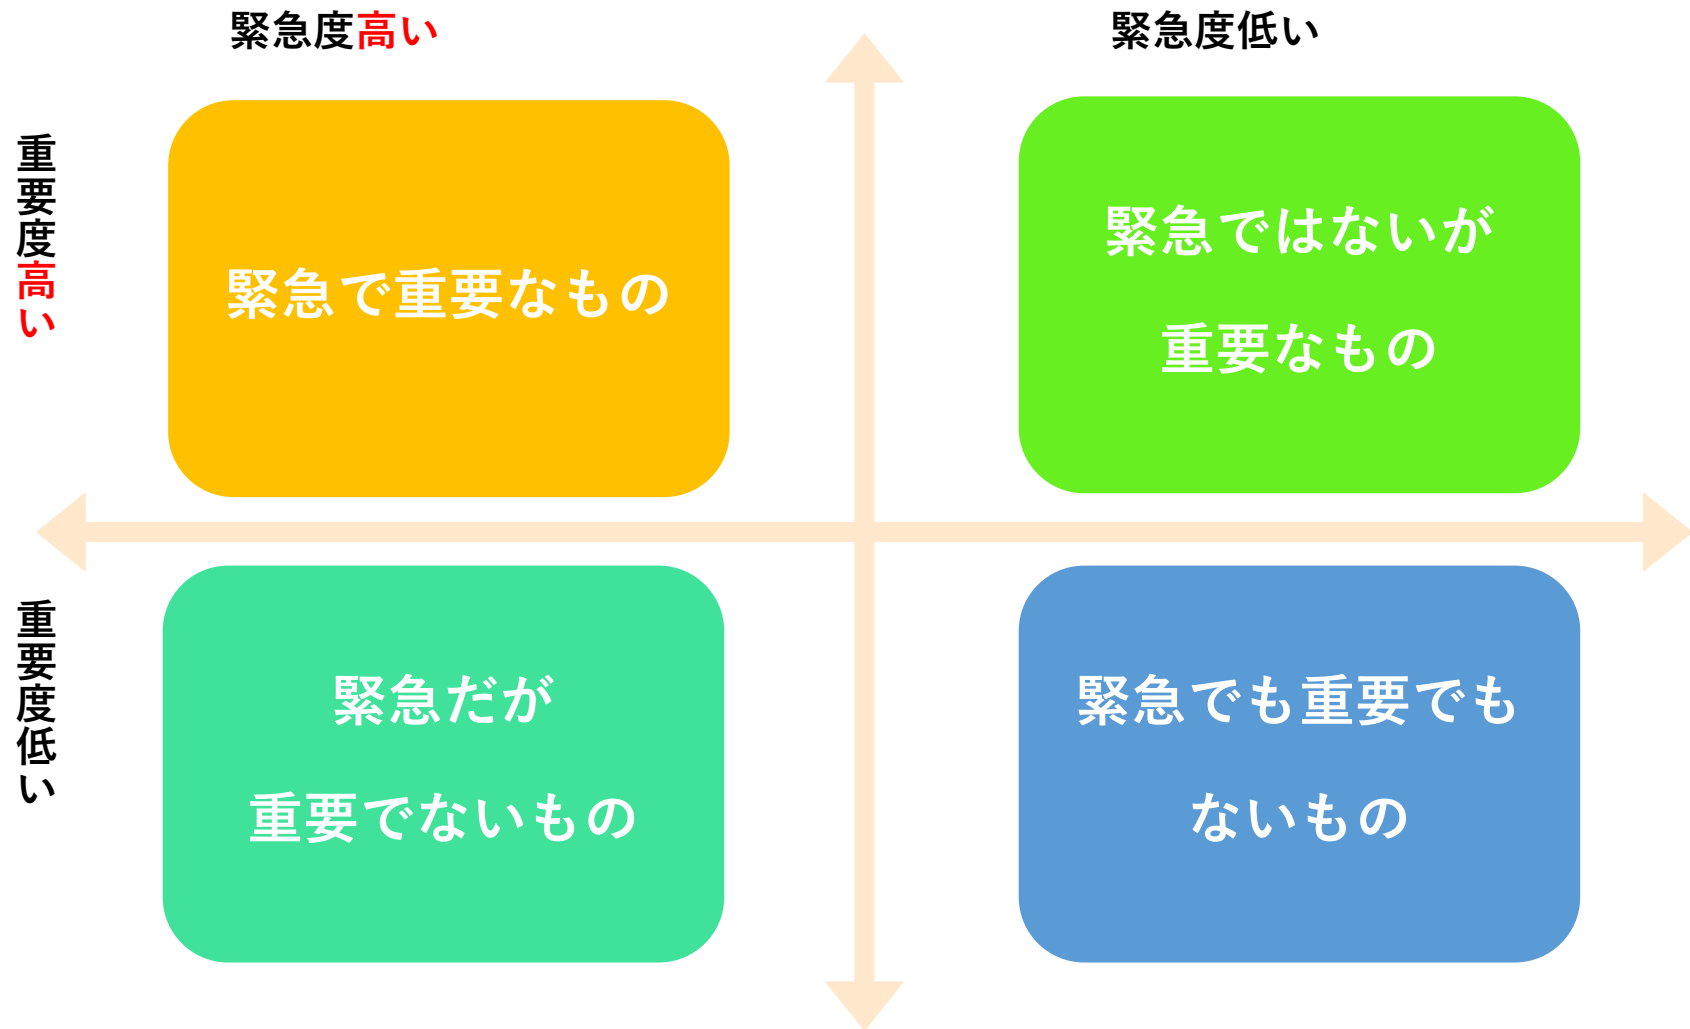 緊急度高い
緊急度低い
重要度高い
緊急で重要なもの
緊急ではないが
重要なもの
重要度低い
緊急だが
重要でないもの
緊急でも重要でも
ないもの